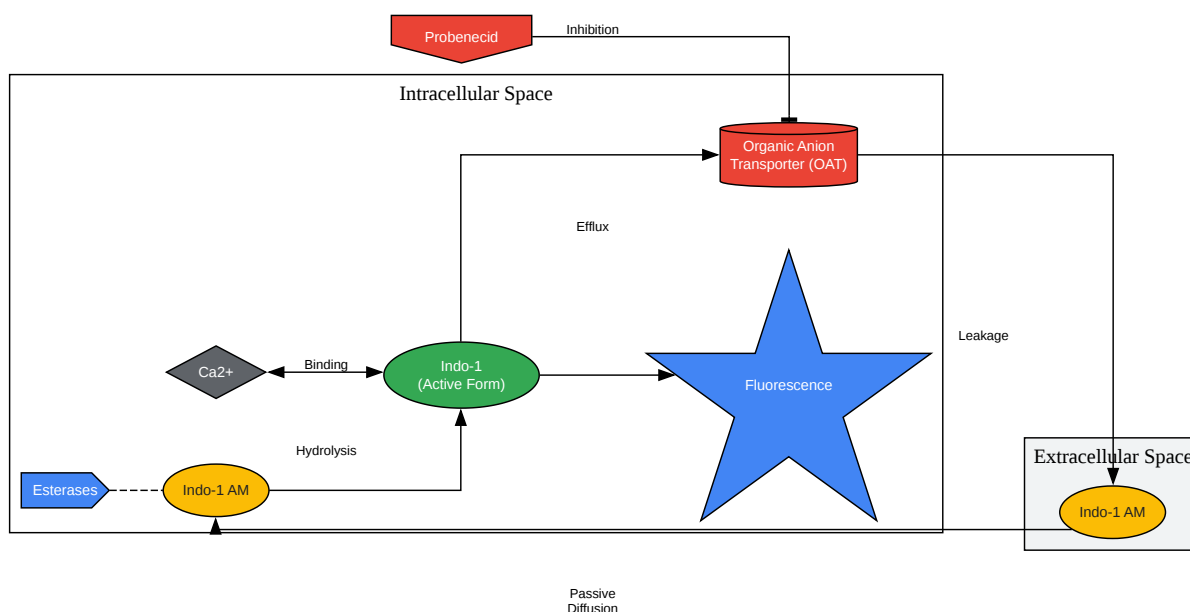 Probenecid
Inhibition
Intracellular Space
Organic Anion
Transporter (OAT)
Efflux
Leakage
Ca2+
Binding
Indo-1
(Active Form)
Fluorescence
Hydrolysis
Esterases
Indo-1 AM
Extracellular Space
Indo-1 AM
Passive
Diffusion